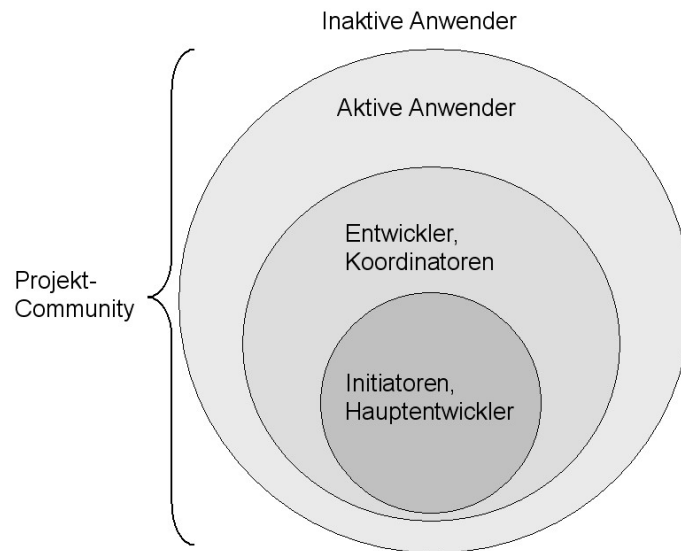 Inaktive Anwender
Aktive Anwender
Entwickler,
Koordinatoren
Projekt-
Community
Initiatoren,
Hauptentwickler